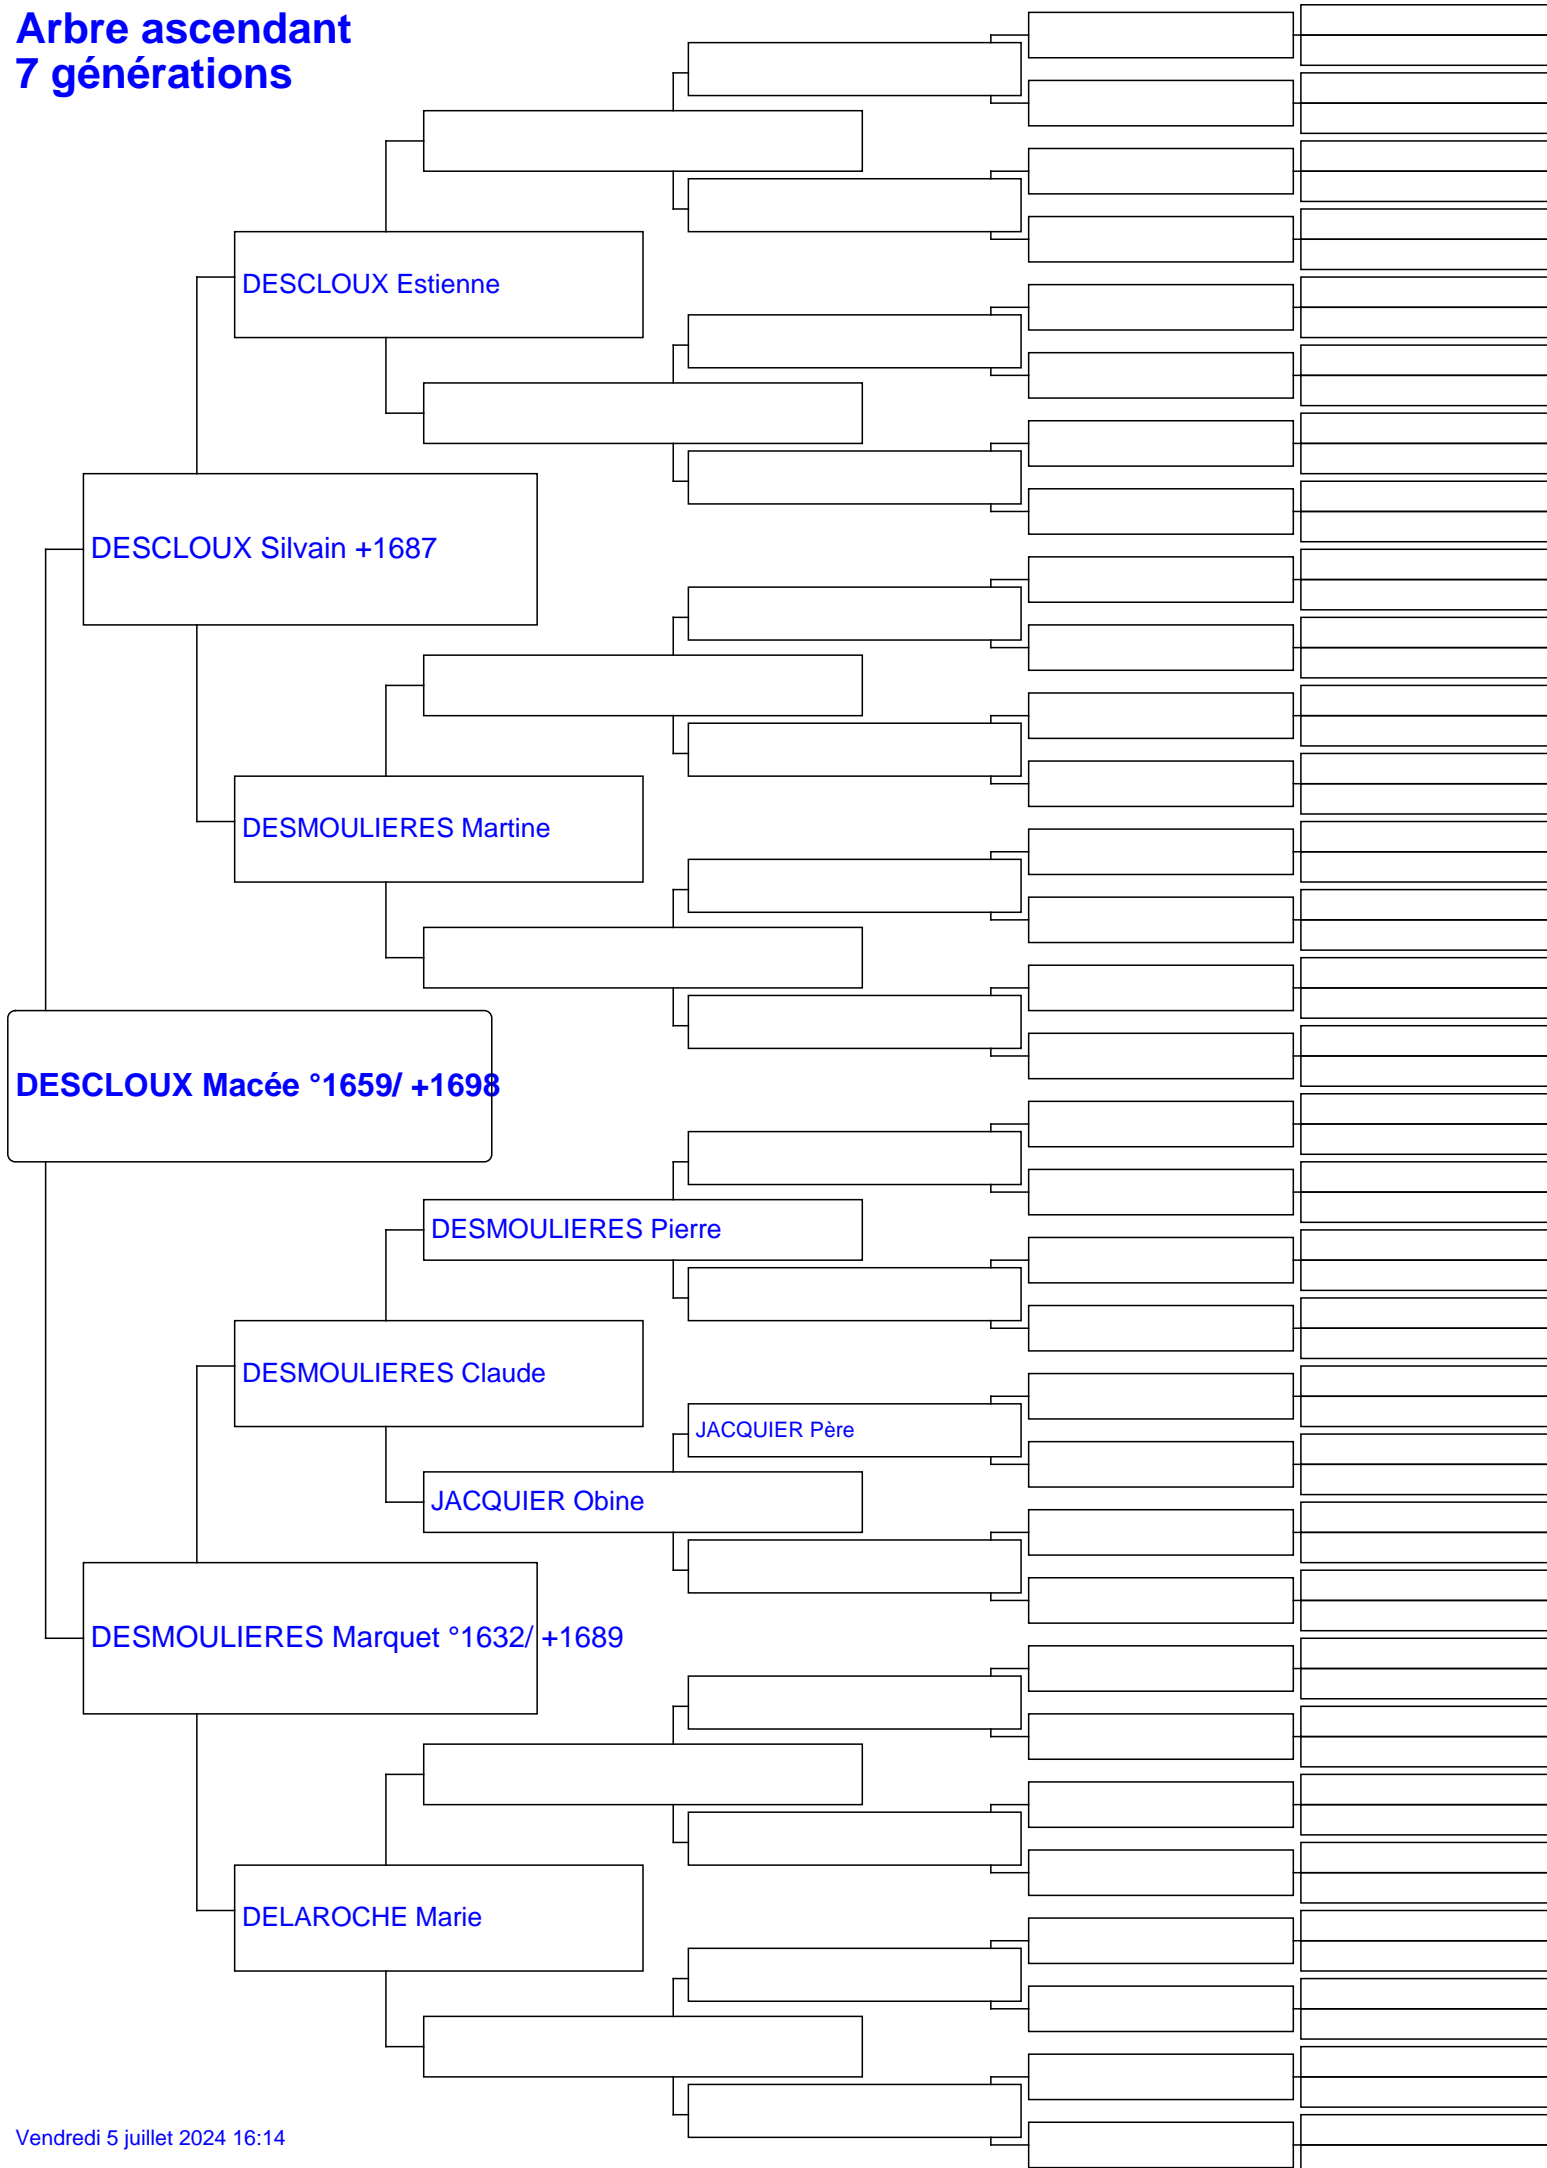 Arbre ascendant
7 générations
DESCLOUX Estienne
DESCLOUX Silvain +1687
DESMOULIERES Martine
DESCLOUX Macée °1659/ +1698
DESMOULIERES Pierre
DESMOULIERES Claude
JACQUIER Père
JACQUIER Obine
DESMOULIERES Marquet °1632/ +1689
DELAROCHE Marie
Vendredi 5 juillet 2024 16:14